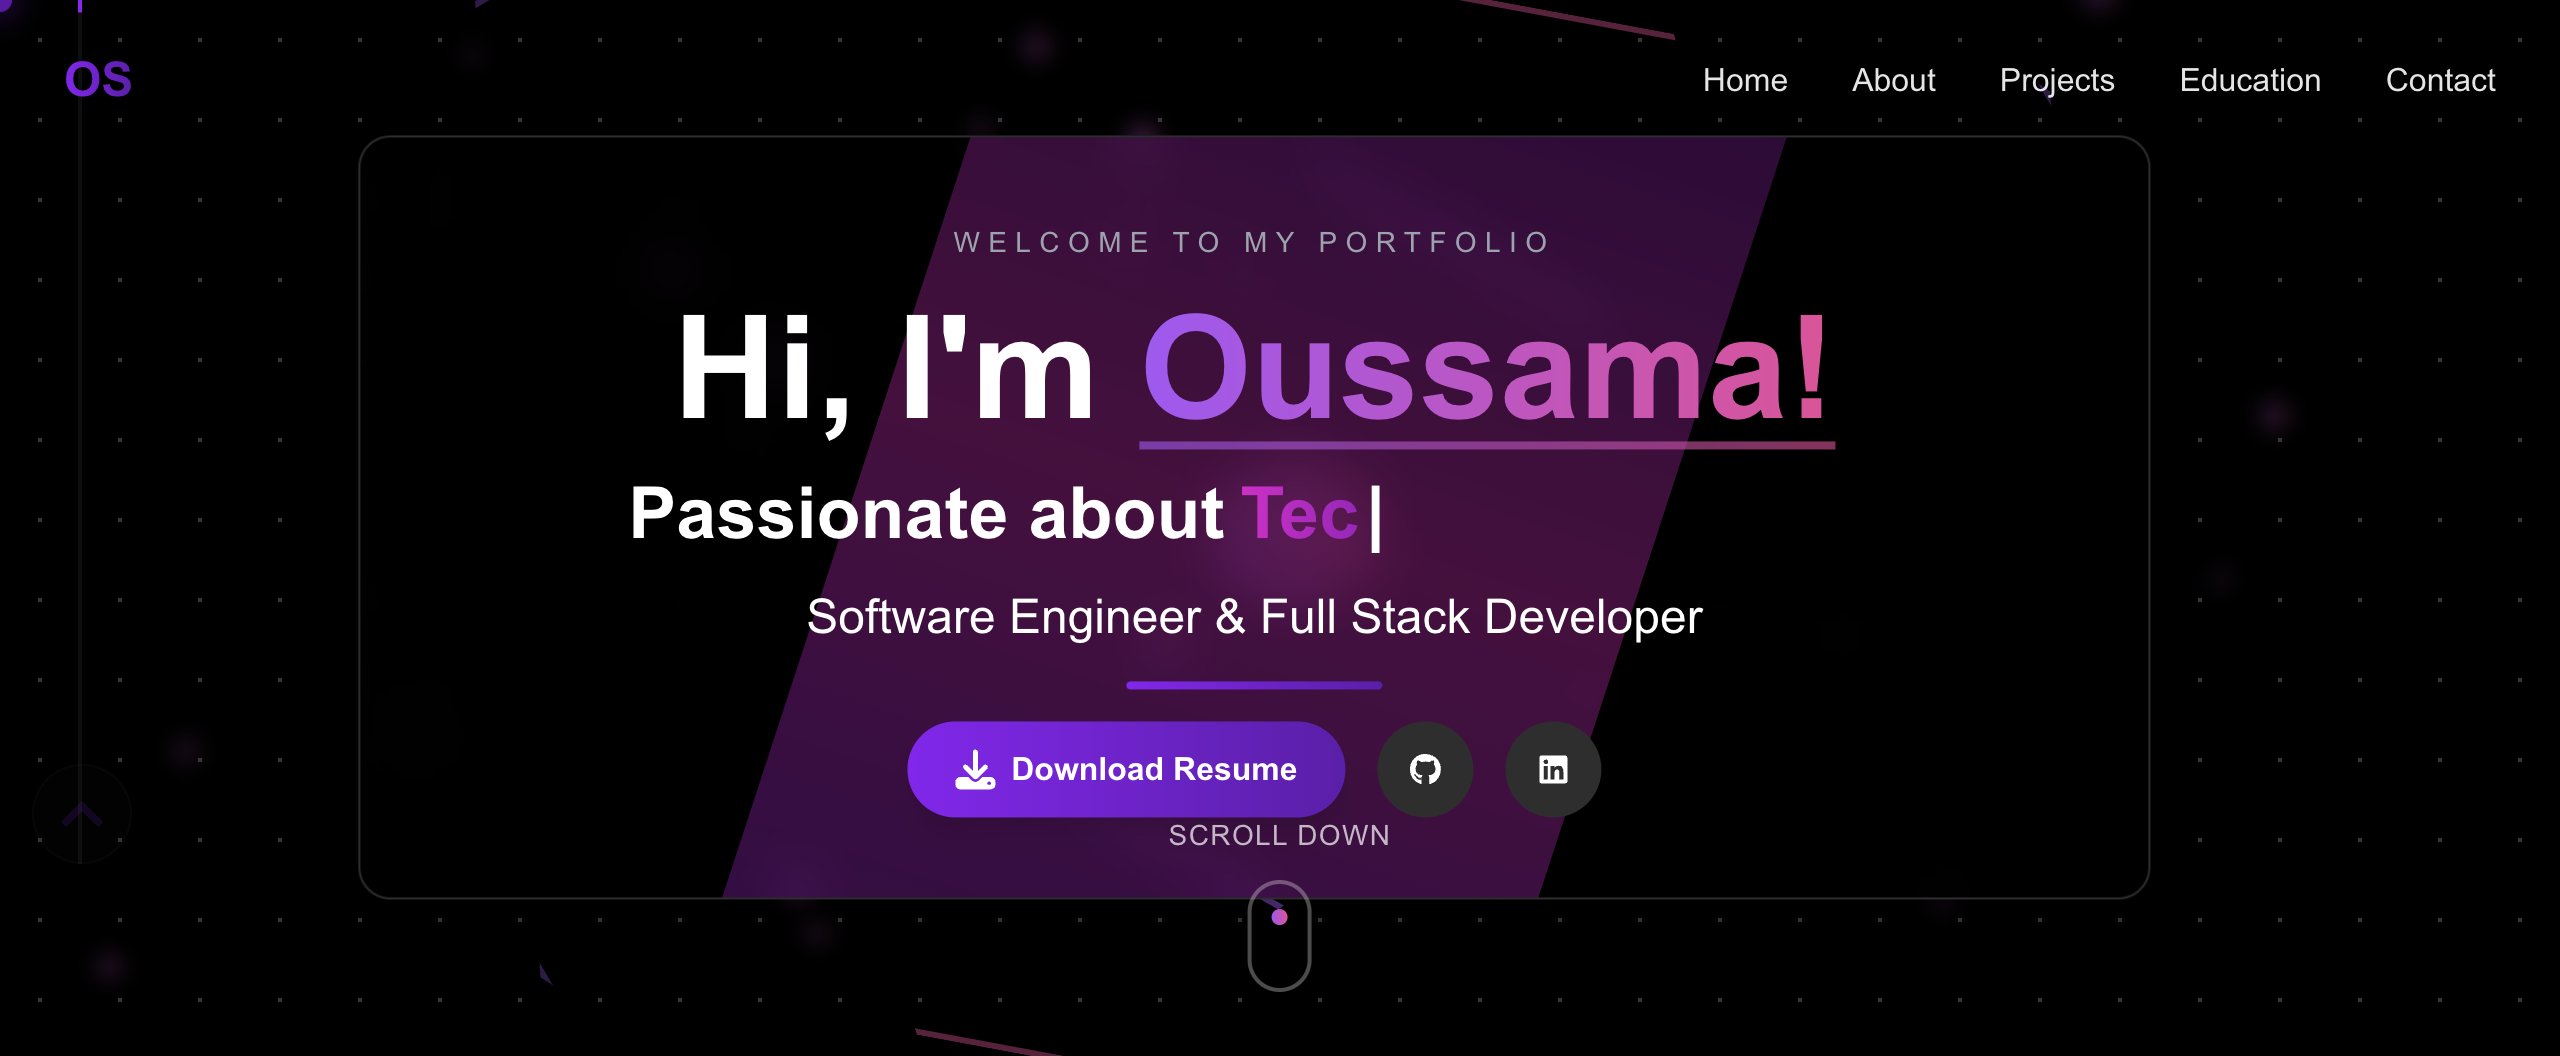 OS
Home About Projects Education Contact
WELCOME TO MY PORTFOLIO
Hi, I'm Oussama!
Passionate about Tec|
Software Engineer & Full Stack Developer
Download Resume
SCROLL DOWN